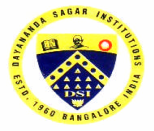 DAYANANDA SAGAR INSTITUTIONS
DSI
ESTD. 1960 BANGALORE INDIA